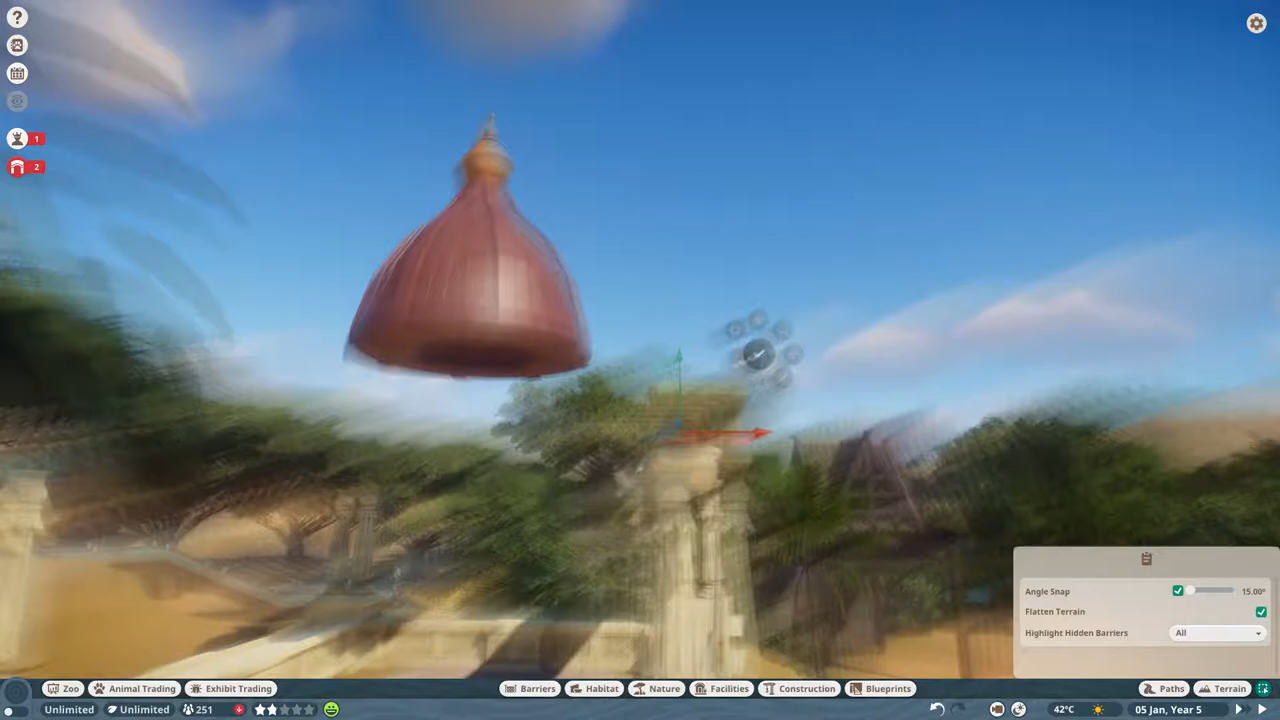 ?
1
2
Angle Snap 15.00°
Flatten Terrain
Highlight Hidden Barriers All
Zoo Animal Trading Exhibit Trading Barriers Habitat Nature Facilities Construction Blueprints Paths Terrain
Unlimited Unlimited 251 42°C 05 Jan, Year 5